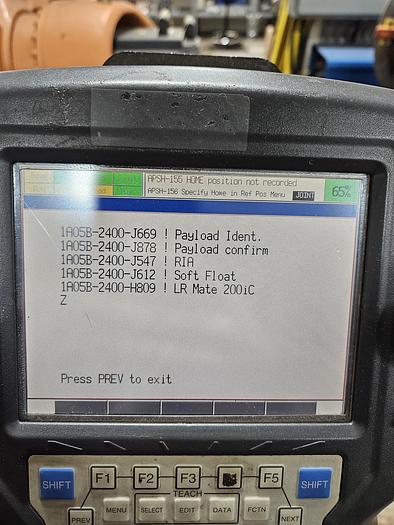 APSH-155 HOME position not recorded
APSH-156 Specify Home in Ref Pos Menu JOINT 65%
1A05B-2400-J669 ! Payload Ident.
1A05B-2400-J878 ! Payload confirm
1A05B-2400-J547 ! RIA
1A05B-2400-J612 ! Soft Float
1A05B-2400-H809 ! LR Mate 200iC
Z
Press PREV to exit
SHIFT F1 F2 F3 F5 SHIFT
TEACH
PREV MENU SELECT EDIT DATA FCTN NEXT